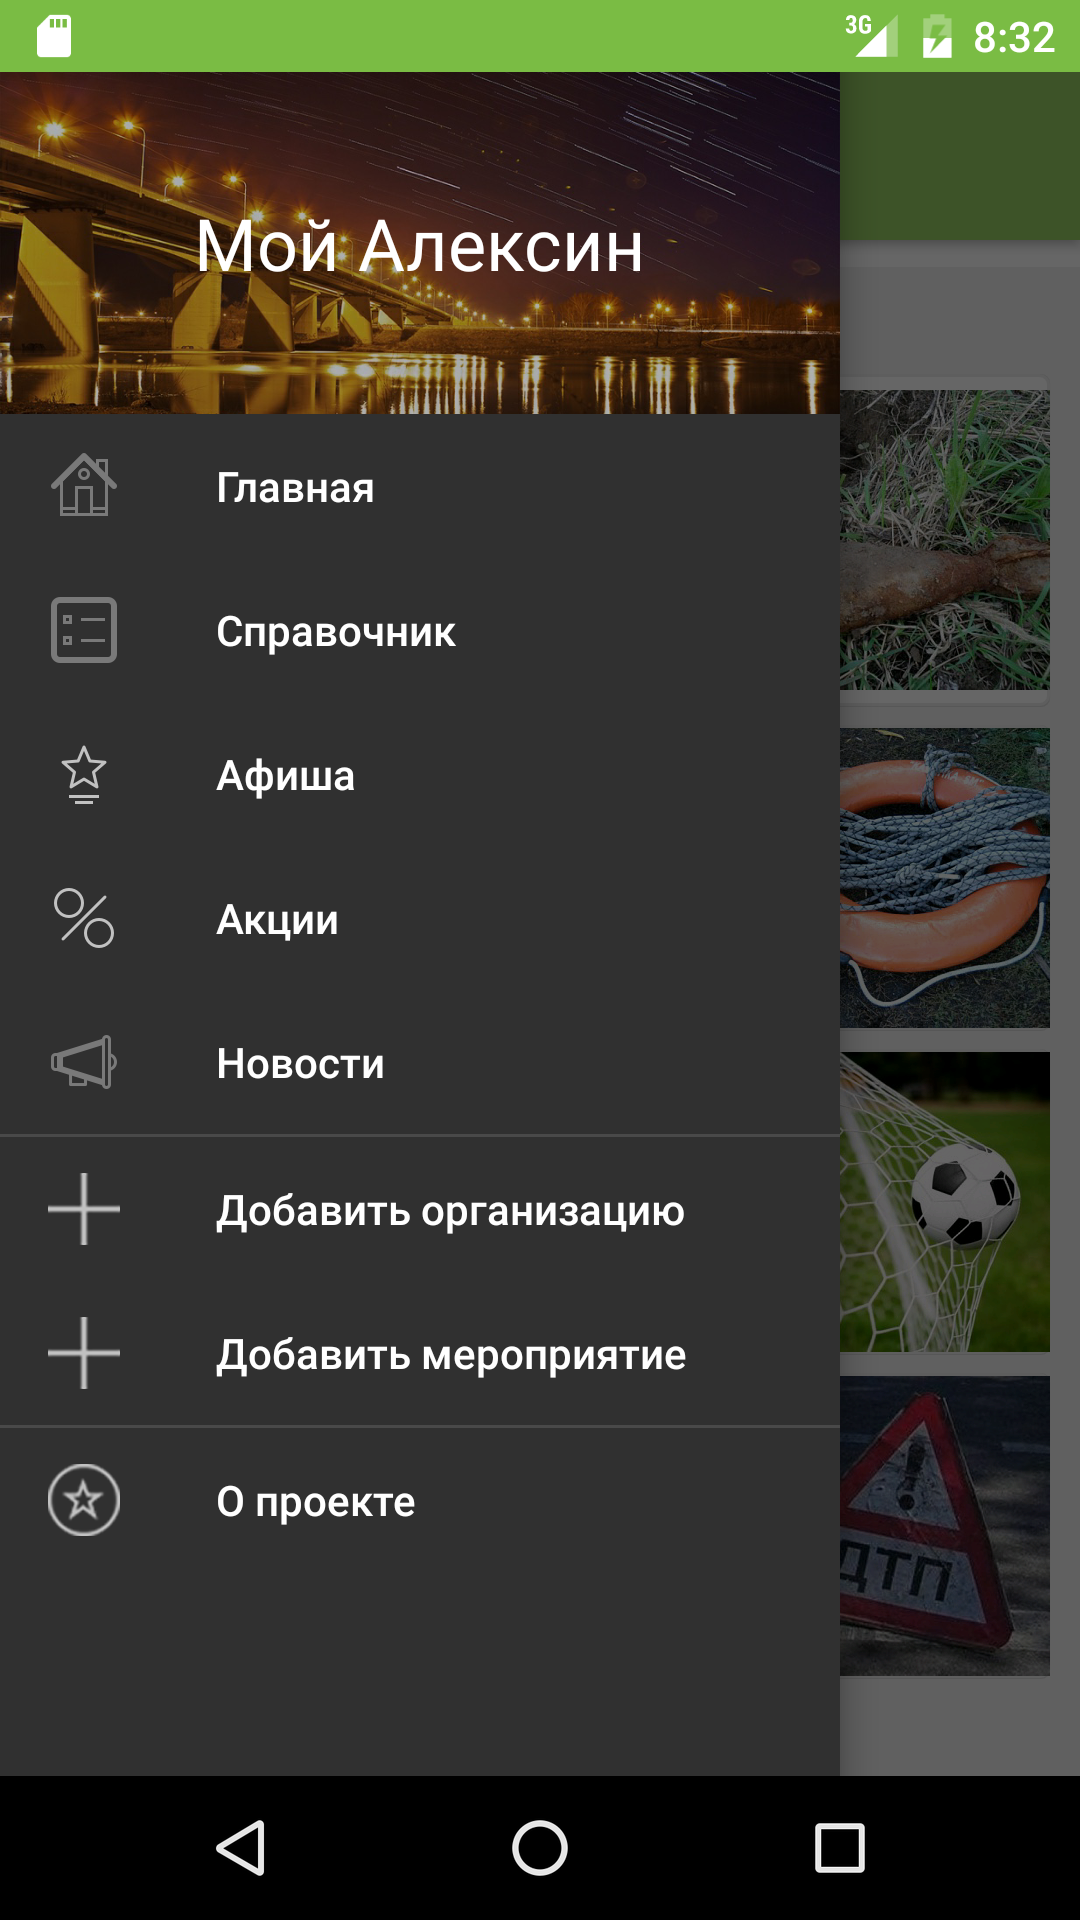 3G 8:32
Мой Алексин
Главная
Справочник
Афиша
Акции
Новости
Добавить организацию
Добавить мероприятие
ДТП
О проекте